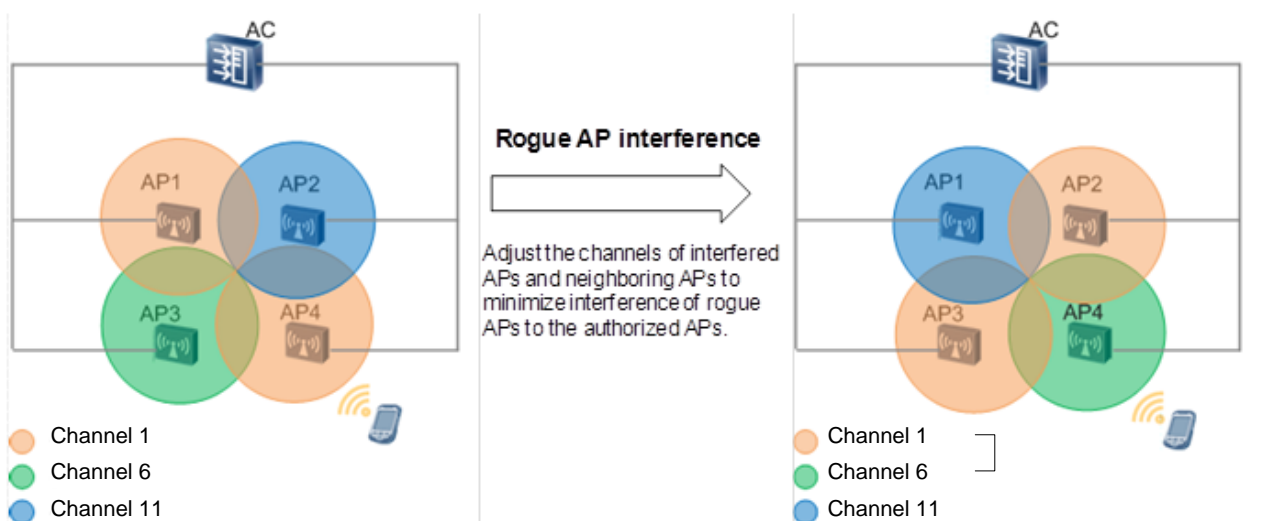 AC
AP1
AP2
AP3
AP4
Channel 1
Channel 6
Channel 11
Rogue AP interference
Adjust the channels of interfered
APs and neighboring APs to
minimize interference of rogue
APs to the authorized APs.
AC
AP1
AP2
AP3
AP4
Channel 1
Channel 6
Channel 11